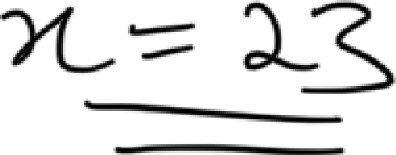 x = 23